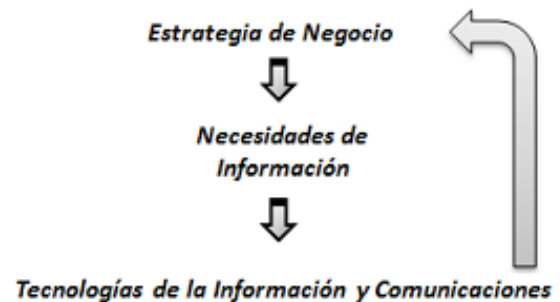 Estrategia de Negocio
Necesidades de
Información
Tecnologías de la Información y Comunicaciones